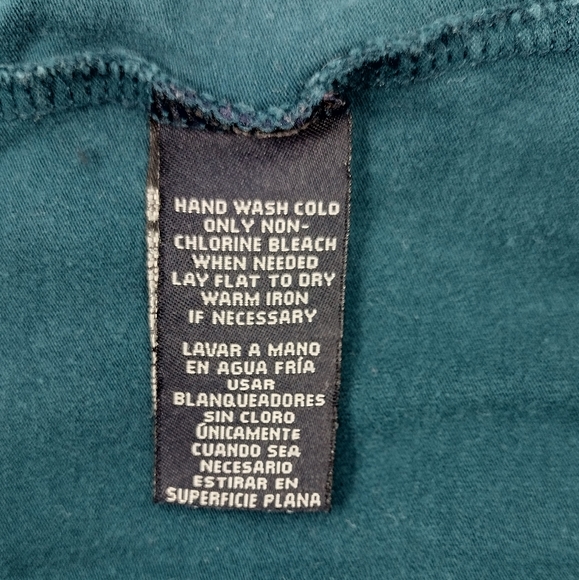 HAND WASH COLD
ONLY NON-
CHLORINE BLEACH
WHEN NEEDED
LAY FLAT TO DRY
WARM IRON
IF NECESSARY
LAVAR A MANO
EN AGUA FRÍA
USAR
BLANQUEADORES
SIN CLORO
ÚNICAMENTE
CUANDO SEA
NECESARIO
ESTIRAR EN
SUPERFICIE PLANA